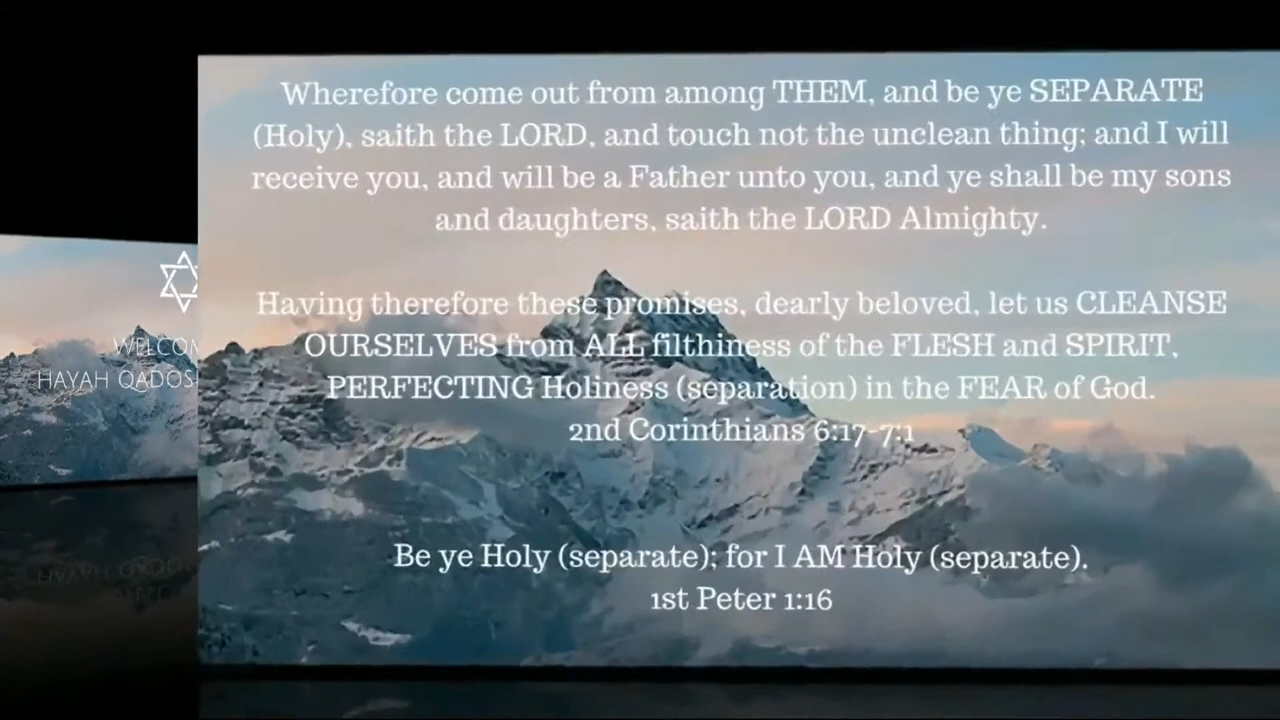 Wherefore come out from among THEM, and be ye SEPARATE
(Holy), saith the LORD, and touch not the unclean thing; and I will
receive you, and will be a Father unto you, and ye shall be my sons
and daughters, saith the LORD Almighty.
Having therefore these promises, dearly beloved, let us CLEANSE
OURSELVES from ALL filthiness of the FLESH and SPIRIT,
PERFECTING Holiness (separation) in the FEAR of God.
2nd Corinthians 6:17-7:1
Be ye Holy (separate); for I AM Holy (separate).
1st Peter 1:16
WELCOM
HAYAH QADOS